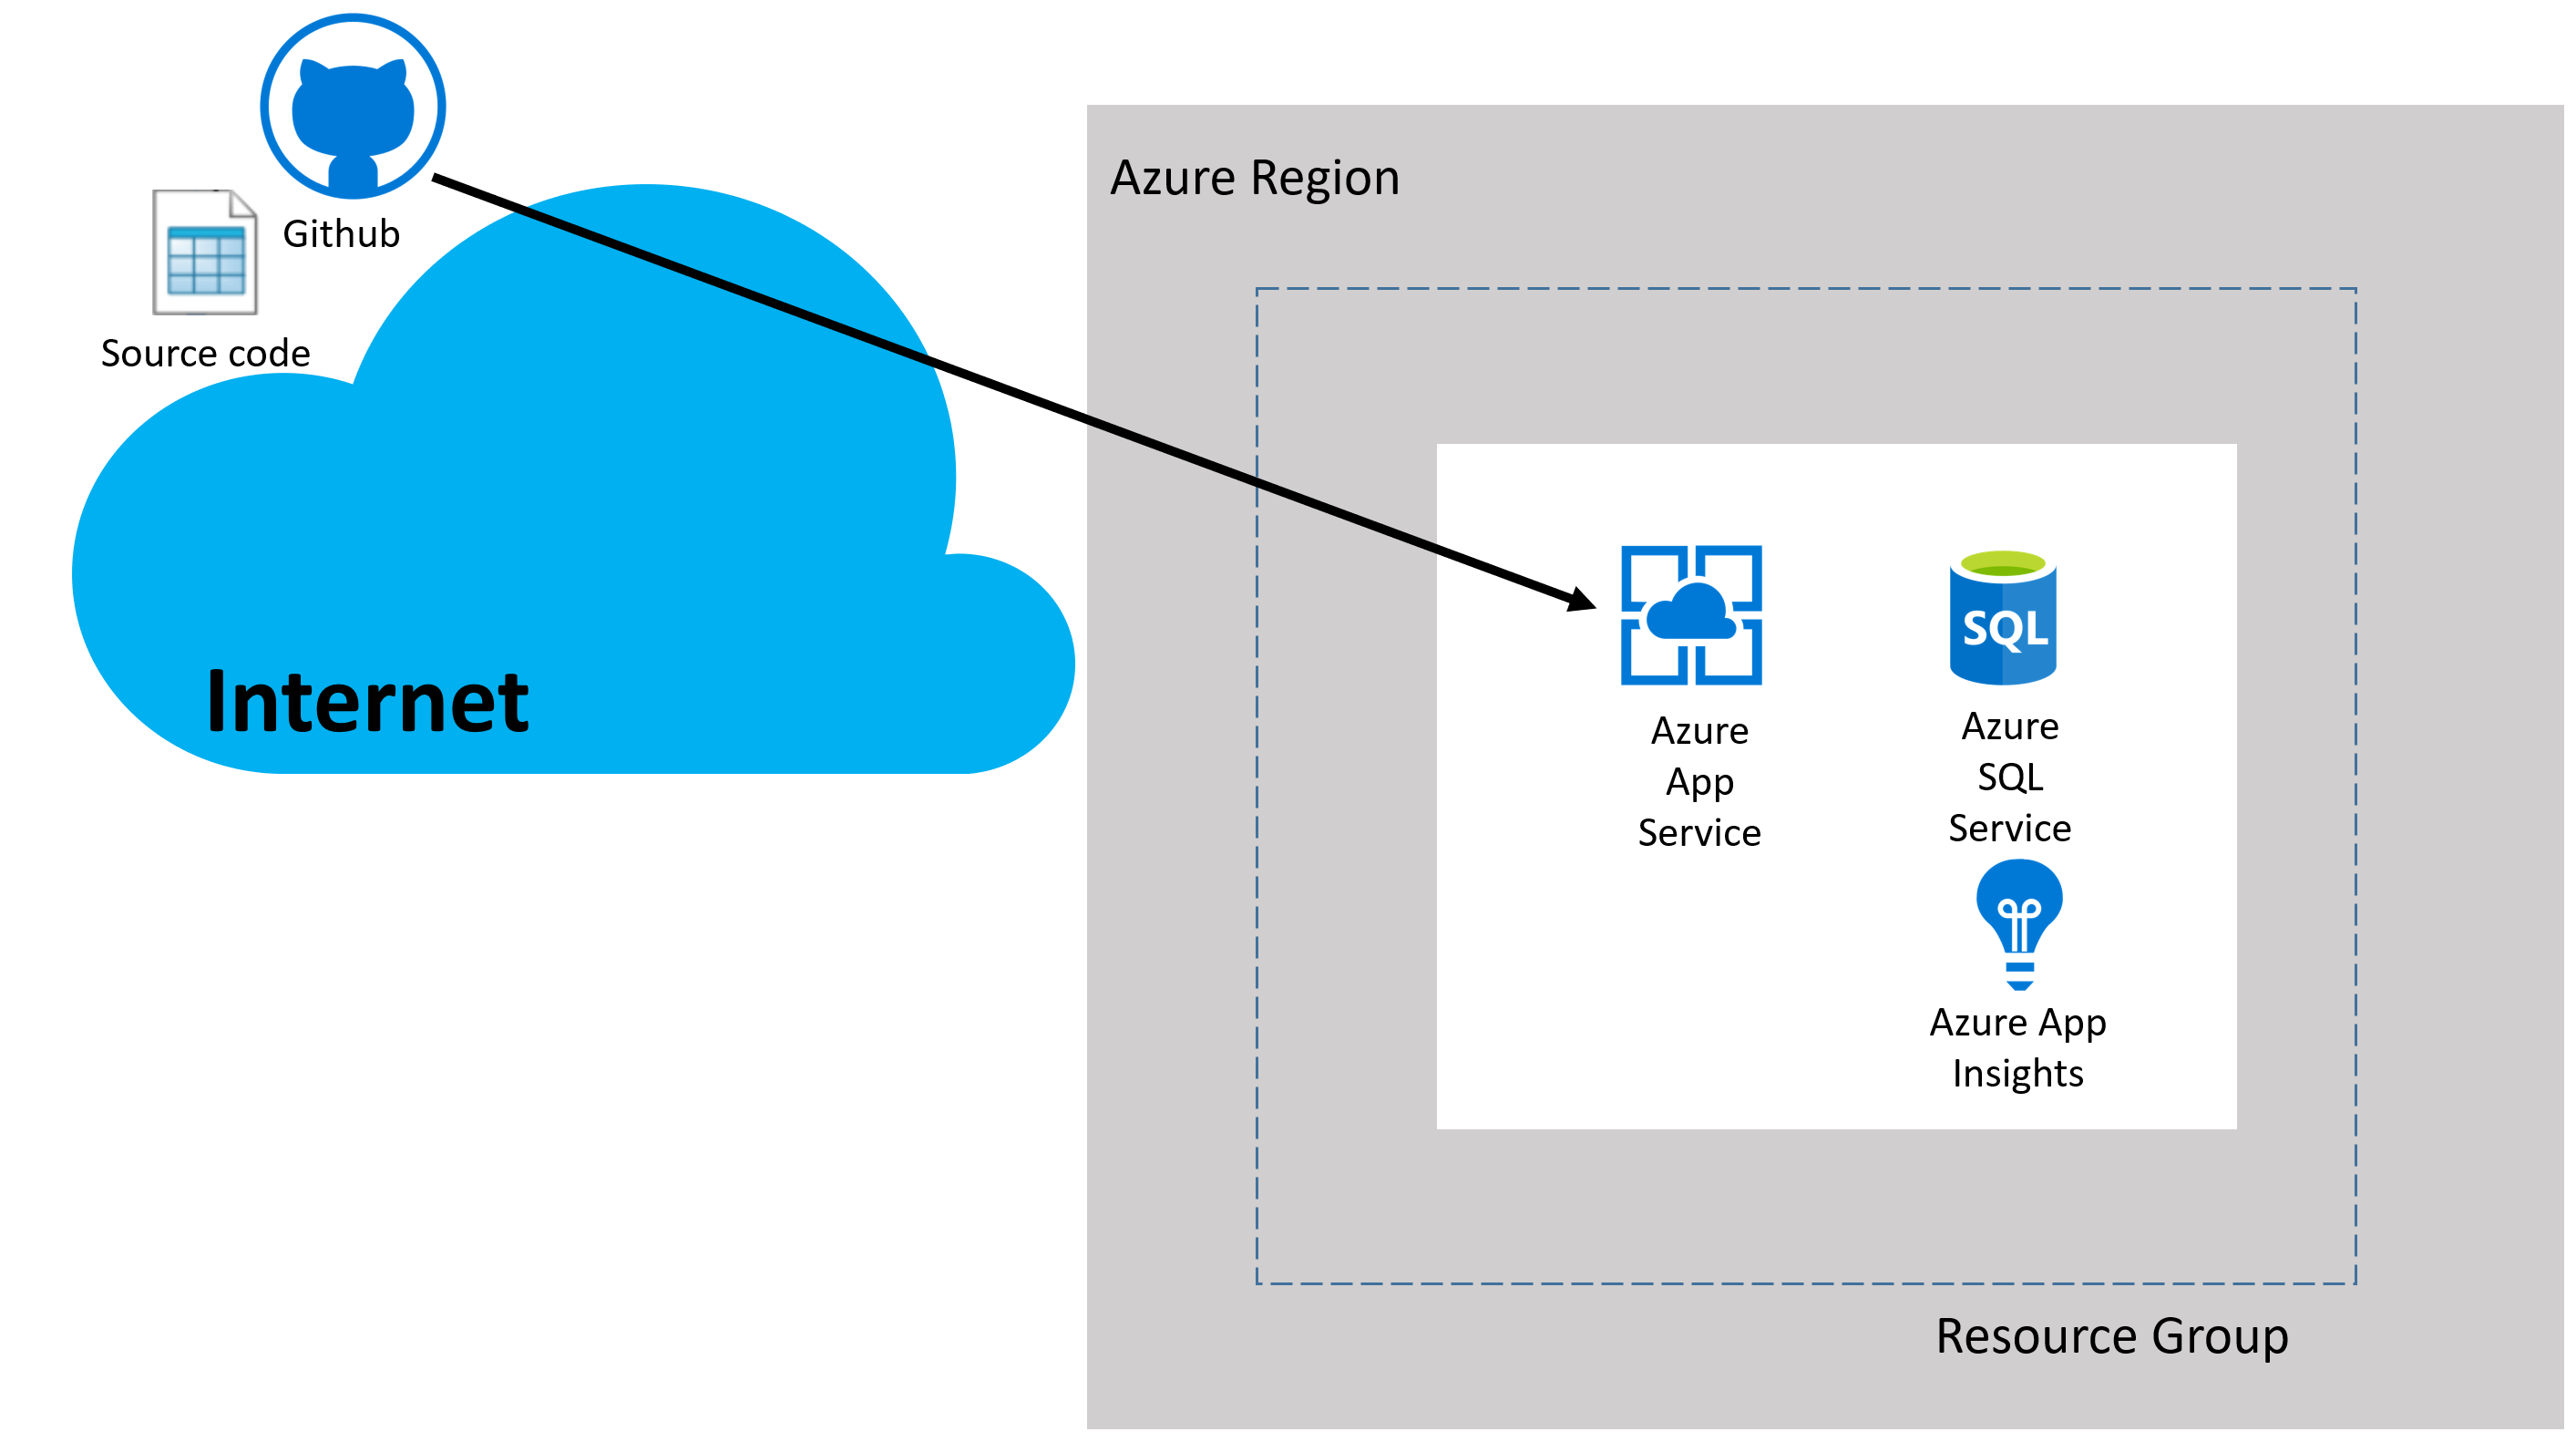 Github
Source code
Internet
Azure Region
Azure
App
Service
SQL
Azure
SQL
Service
Azure App
Insights
Resource Group